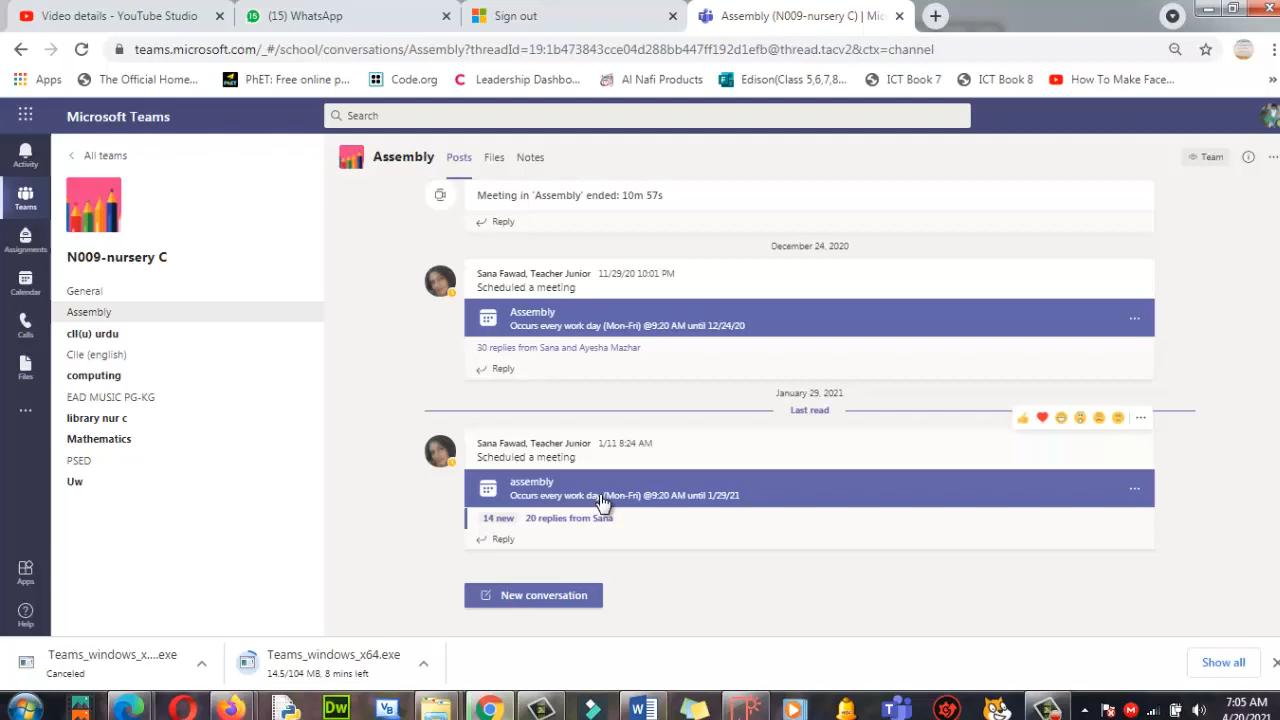 Video details - YouTube Studio
(15) WhatsApp
Sign out
Assembly (N009-nursery C) | Mic
teams.microsoft.com/_#/school/conversations/Assembly?threadId=19:1b473843cce04d288bb447ff192d1efb@thread.tacv2&ctx=channel
Apps
The Official Home...
PhET: Free online p...
Code.org
Leadership Dashbo...
Al Nafi Products
Edison(Class 5,6,7,8...
ICT Book 7
ICT Book 8
How To Make Face...
Microsoft Teams
Search
Activity
Teams
Assignments
Calendar
Calls
Files
Apps
Help
All teams
N009-nursery C
General
Assembly
cll(u) urdu
Clle (english)
computing
EAD MUSIC PG-KG
library nur c
Mathematics
PSED
Uw
Assembly Posts Files Notes
Team
Meeting in 'Assembly' ended: 10m 57s
Reply
December 24, 2020
Sana Fawad, Teacher Junior 11/29/20 10:01 PM
Scheduled a meeting
Assembly
Occurs every work day (Mon-Fri) @9:20 AM until 12/24/20
30 replies from Sana and Ayesha Mazhar
Reply
January 29, 2021
Last read
Sana Fawad, Teacher Junior 1/11 8:24 AM
Scheduled a meeting
assembly
Occurs every work day (Mon-Fri) @9:20 AM until 1/29/21
14 new 20 replies from Sana
Reply
New conversation
Teams_windows_x....exe
Canceled
Teams_windows_x64.exe
14.5/104 MB, 8 mins left
Show all
Dw
VB
7:05 AM